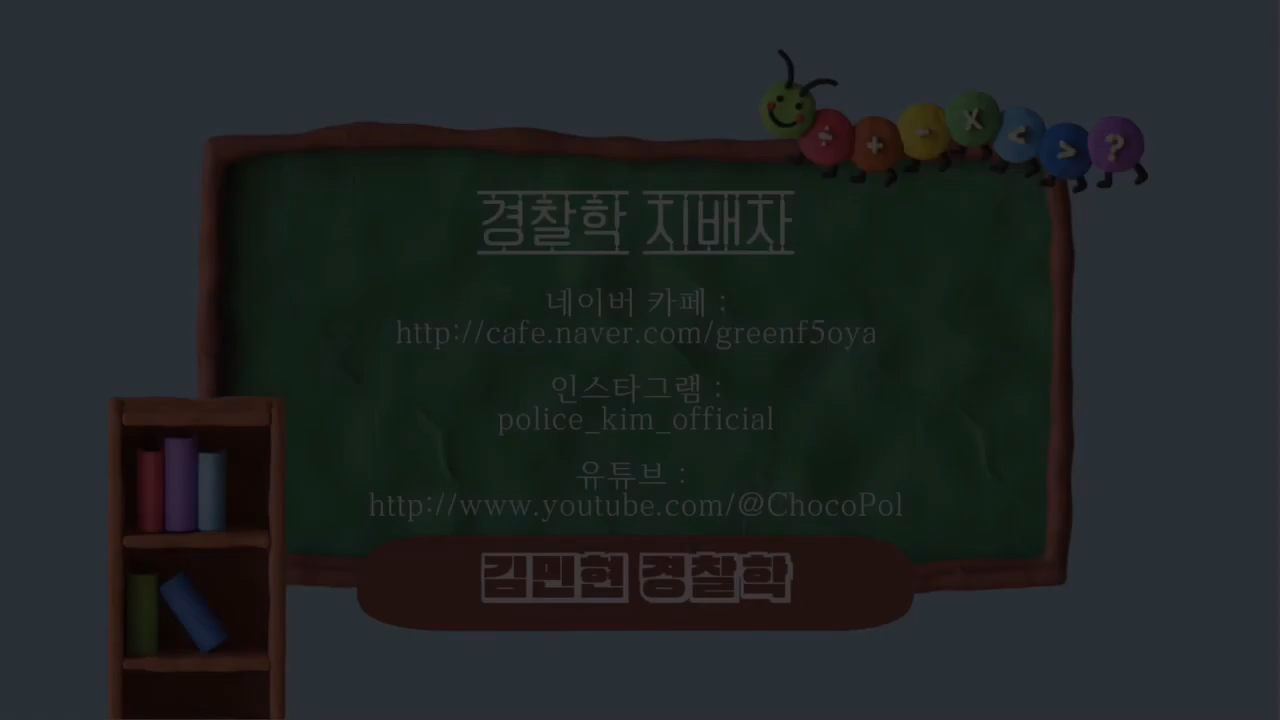 ÷ + - × < > ?
경찰학 지배자
네이버 카페 :
http://cafe.naver.com/greenf5oya
인스타그램 :
police_kim_official
유튜브 :
http://www.youtube.com/@ChocoPol
김민현 경찰학